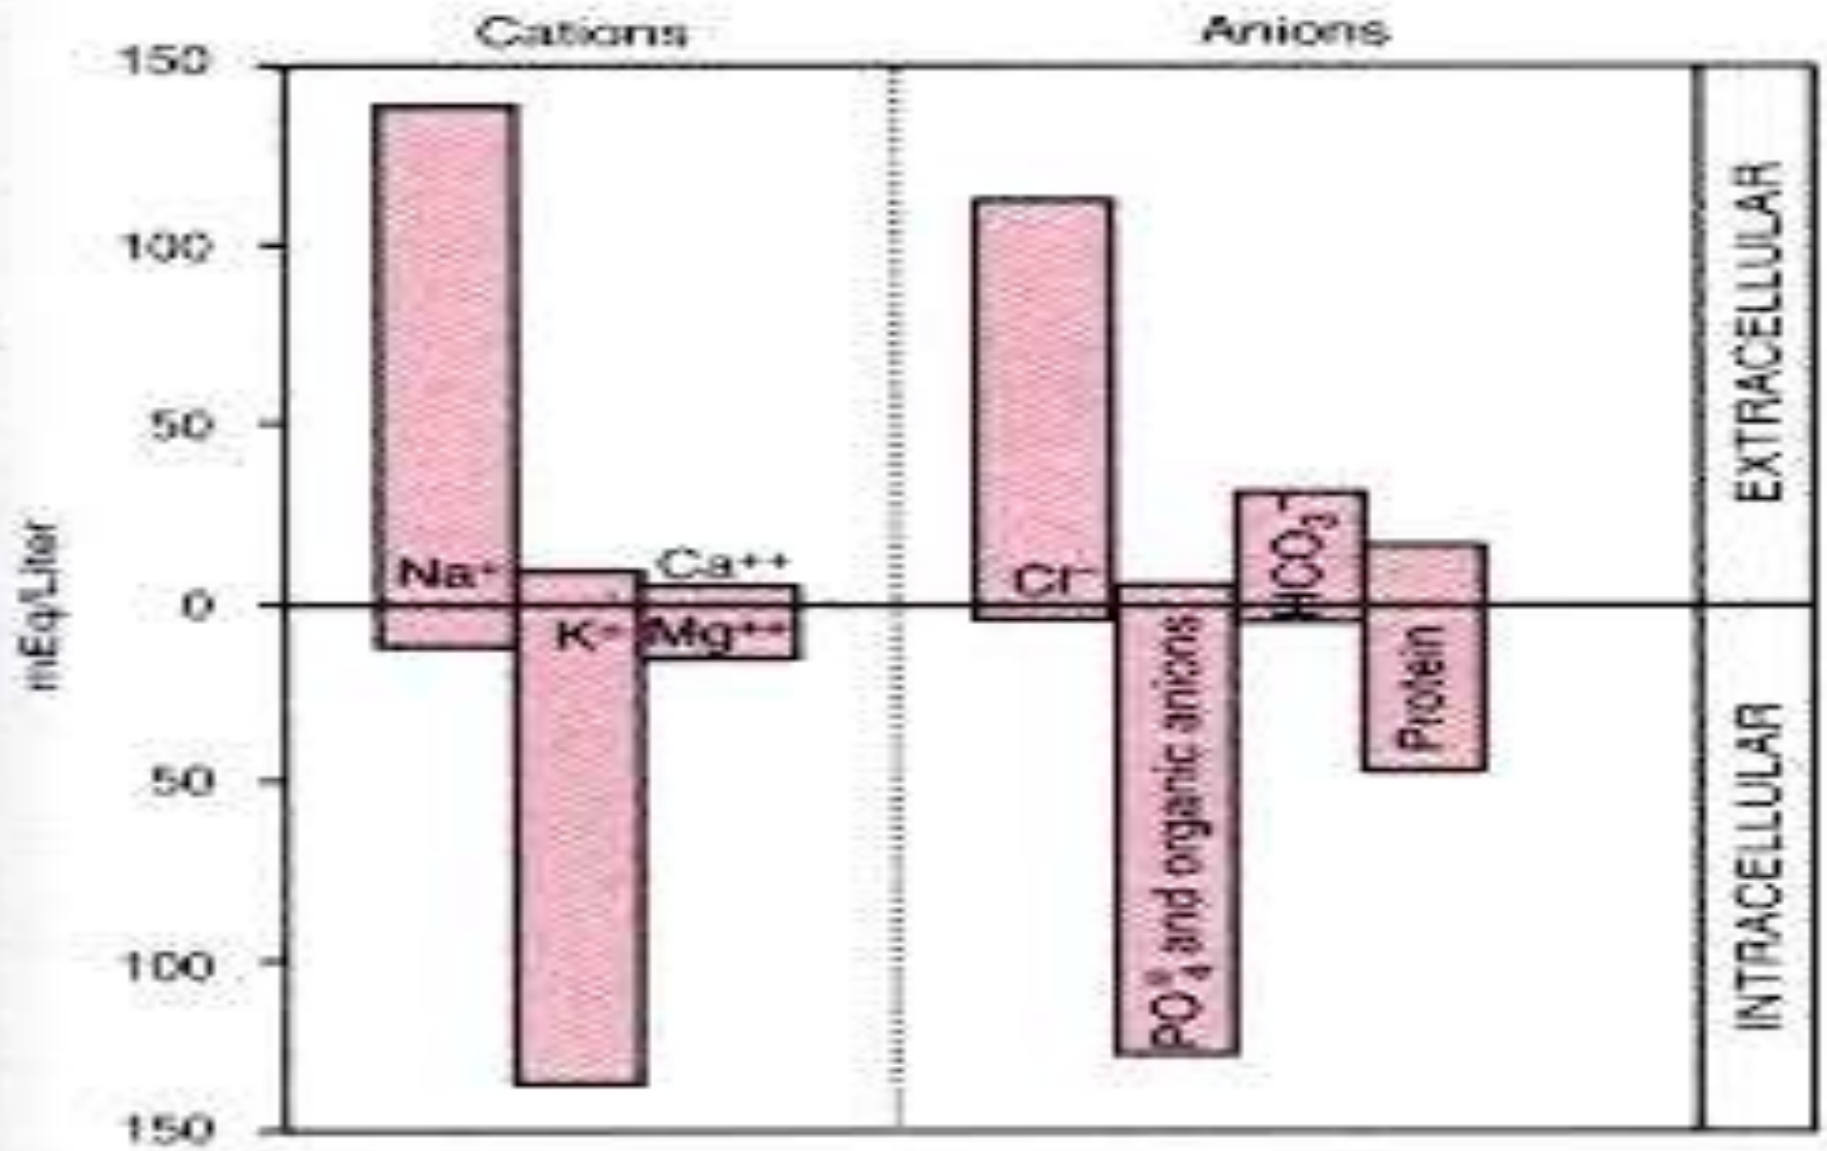 Cations
Anions
150
100
50
0
50
100
150
mEq/Liter
Na+
K+
Ca++
Mg++
Cl−
PO4 and organic anions
HCO3−
Protein
EXTRACELLULAR
INTRACELLULAR